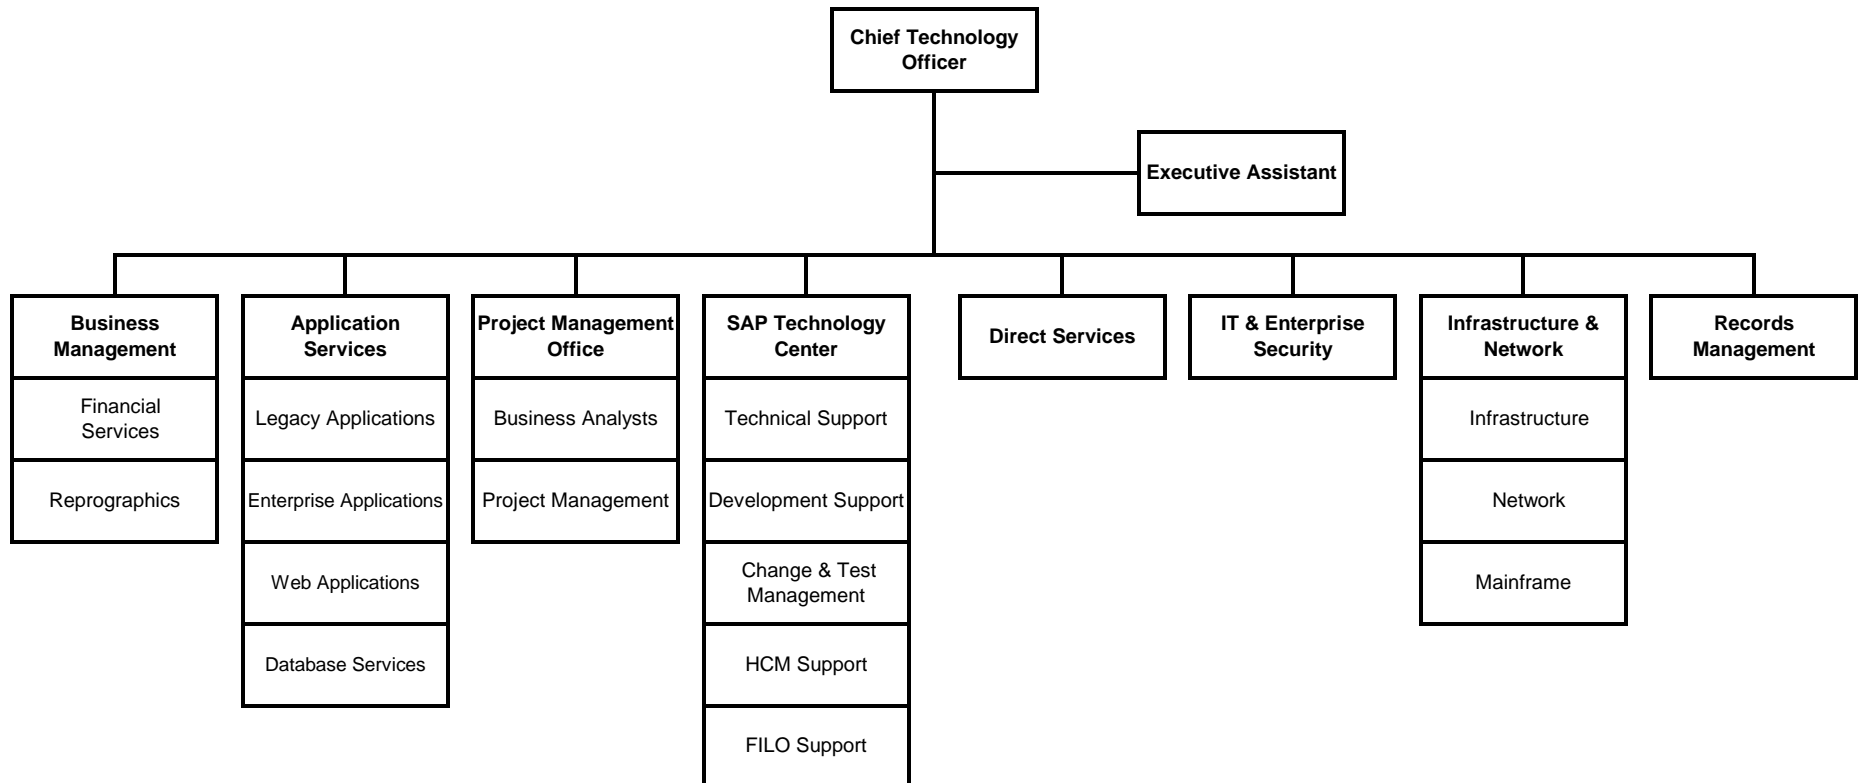 Chief Technology
Officer
Executive Assistant
Business
Management
Financial
Services
Reprographics
Application
Services
Legacy Applications
Enterprise Applications
Web Applications
Database Services
Project Management
Office
Business Analysts
Project Management
SAP Technology
Center
Technical Support
Development Support
Change & Test
Management
HCM Support
FILO Support
Direct Services
IT & Enterprise
Security
Infrastructure &
Network
Infrastructure
Network
Mainframe
Records
Management